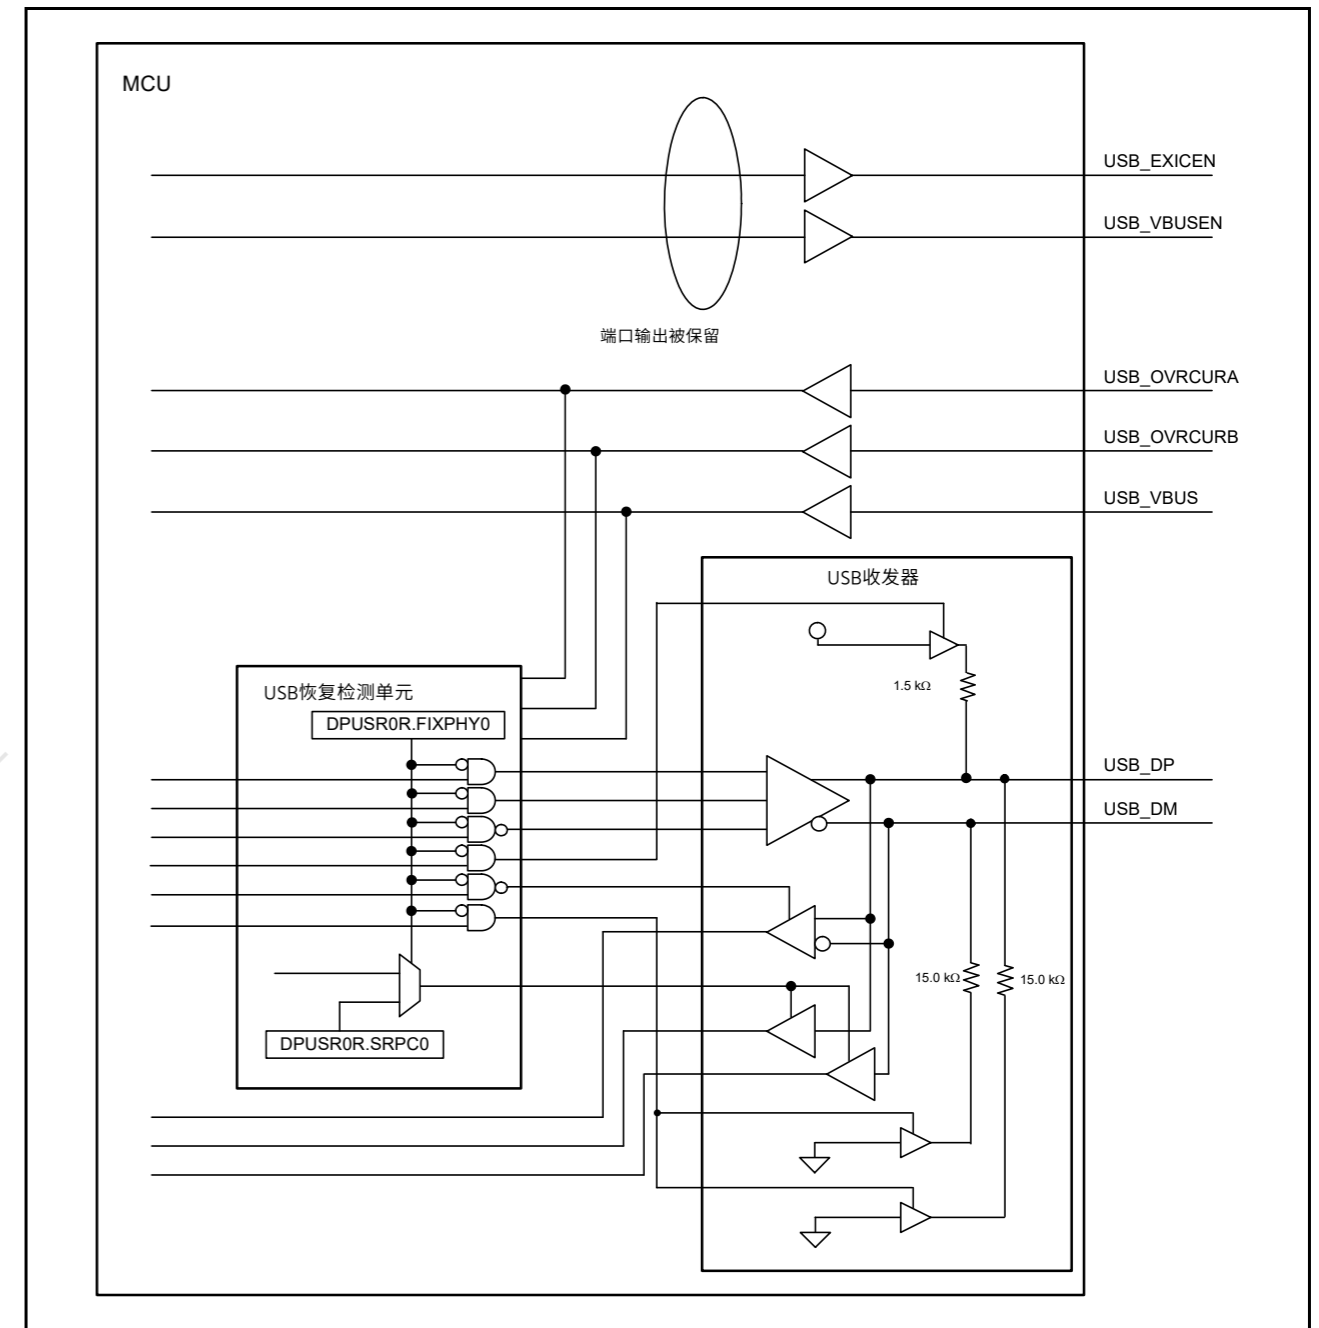 MCU
USB_EXICEN
USB_VBUSEN
端口输出被保留
USB_OVRCURA
USB_OVRCURB
USB_VBUS
USB收发器
1.5 kΩ
USB恢复检测单元
DPUSR0R.FIXPHY0
USB_DP
USB_DM
15.0 kΩ
15.0 kΩ
DPUSR0R.SRPC0